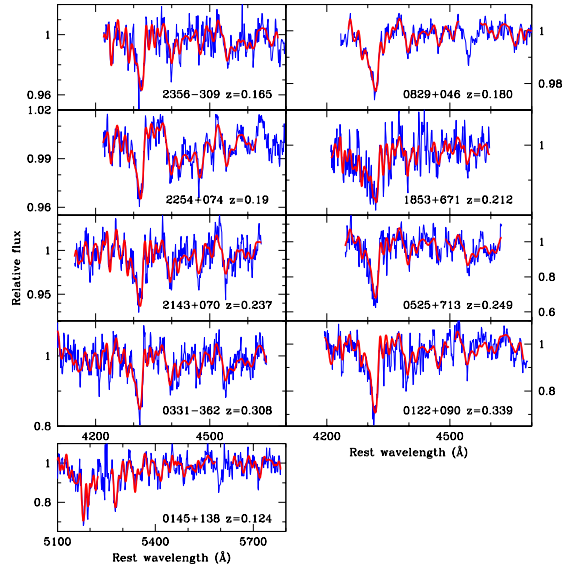 1
0.96
2356−309 z=0.165
1
0.98
0829+046 z=0.180
1.02
0.99
0.96
2254+074 z=0.19
1
1853+671 z=0.212
Relative flux
1
0.95
2143+070 z=0.237
1
0.8
0.6
0525+713 z=0.249
1
0.8
0331−362 z=0.308
4200
4500
Rest wavelength (Å)
1
0.8
0122+090 z=0.339
4200
4500
Rest wavelength (Å)
1
0.8
0145+138 z=0.124
5100
5400
5700
Rest wavelength (Å)